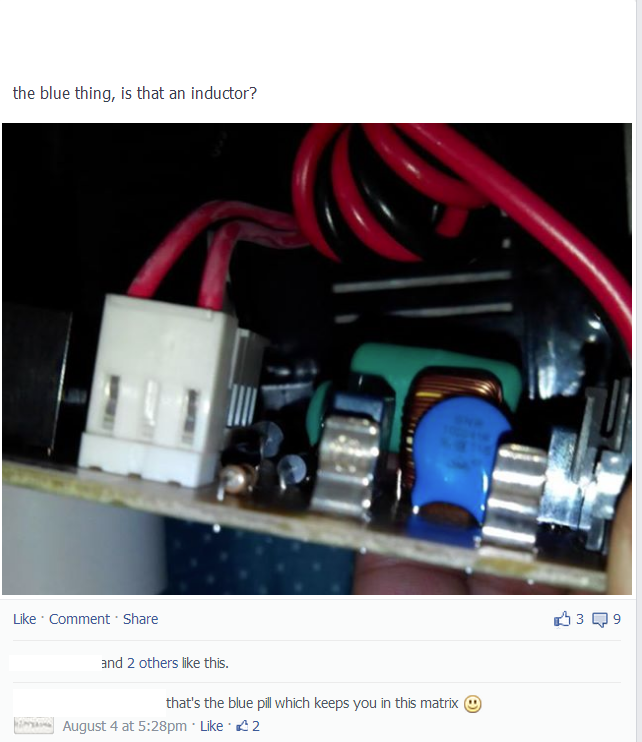 the blue thing, is that an inductor?
Like · Comment · Share
3 9
and 2 others like this.
that's the blue pill which keeps you in this matrix
August 4 at 5:28pm · Like · 2